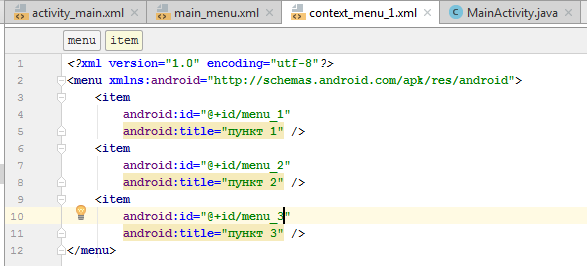 activity_main.xml main_menu.xml context_menu_1.xml MainActivity.java
menu item
1 <?xml version="1.0" encoding="utf-8"?>
2 <menu xmlns:android="http://schemas.android.com/apk/res/android">
3 <item
4 android:id="@+id/menu_1"
5 android:title="пункт 1" />
6 <item
7 android:id="@+id/menu_2"
8 android:title="пункт 2" />
9 <item
10 android:id="@+id/menu_3"
11 android:title="пункт 3" />
12 </menu>